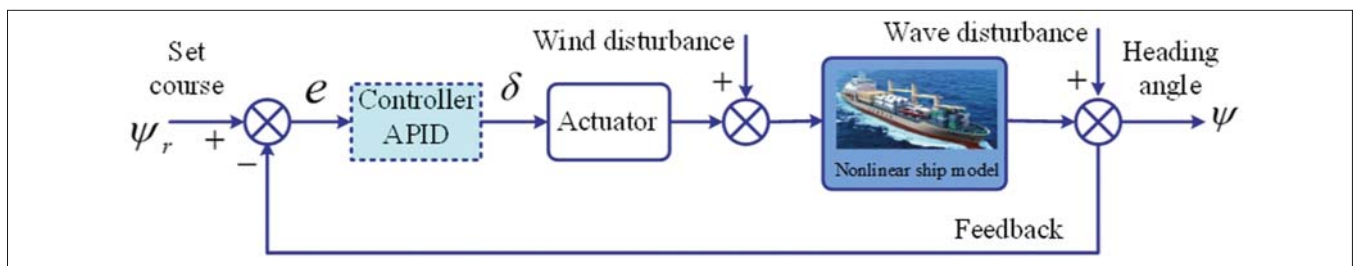 Set
course
ψr
+
−
e
Controller
APID
δ
Actuator
Wind disturbance
+
Nonlinear ship model
Wave disturbance
+
Heading
angle
ψ
Feedback